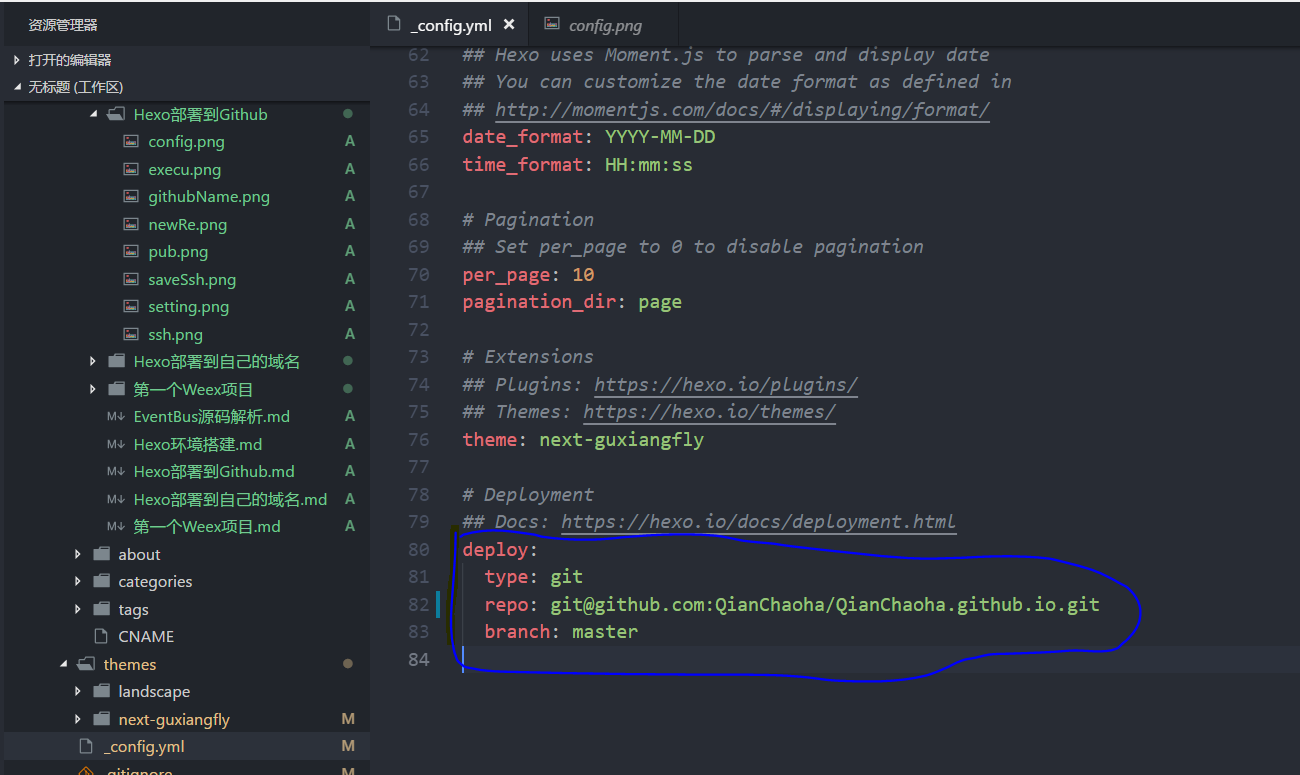 资源管理器
打开的编辑器
无标题 (工作区)
Hexo部署到Github
config.png A
execu.png A
githubName.png A
newRe.png A
pub.png A
saveSsh.png A
setting.png A
ssh.png A
Hexo部署到自己的域名
第一个Weex项目
M↓ EventBus源码解析.md A
M↓ Hexo环境搭建.md A
M↓ Hexo部署到Github.md A
M↓ Hexo部署到自己的域名.md A
M↓ 第一个Weex项目.md A
about
categories
tags
CNAME
themes
landscape
next-guxiangfly M
_config.yml M
.gitignore M
_config.yml ×
config.png
62 ## Hexo uses Moment.js to parse and display date
63 ## You can customize the date format as defined in
64 ## http://momentjs.com/docs/#/displaying/format/
65 date_format: YYYY-MM-DD
66 time_format: HH:mm:ss
67
68 # Pagination
69 ## Set per_page to 0 to disable pagination
70 per_page: 10
71 pagination_dir: page
72
73 # Extensions
74 ## Plugins: https://hexo.io/plugins/
75 ## Themes: https://hexo.io/themes/
76 theme: next-guxiangfly
77
78 # Deployment
79 ## Docs: https://hexo.io/docs/deployment.html
80 deploy:
81 type: git
82 repo: git@github.com:QianChaoha/QianChaoha.github.io.git
83 branch: master
84